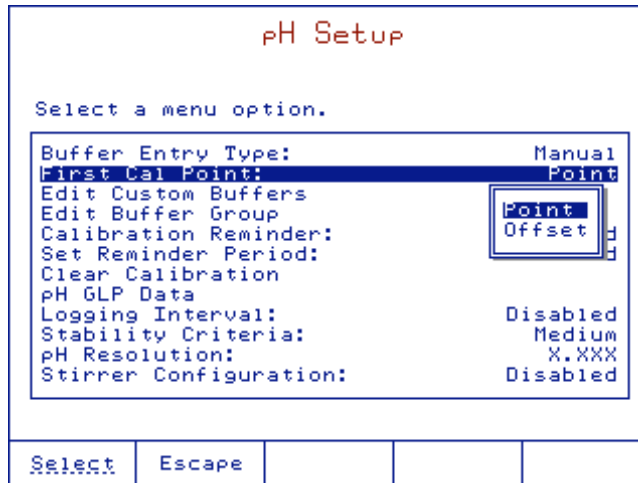 pH Setup
Select a menu option.
Buffer Entry Type: Manual
First Cal Point: Point
Edit Custom Buffers
Edit Buffer Group
Point
Offset
Calibration Reminder:
Set Reminder Period:
Clear Calibration
pH GLP Data
Logging Interval: Disabled
Stability Criteria: Medium
pH Resolution: X.XXX
Stirrer Configuration: Disabled
Select Escape